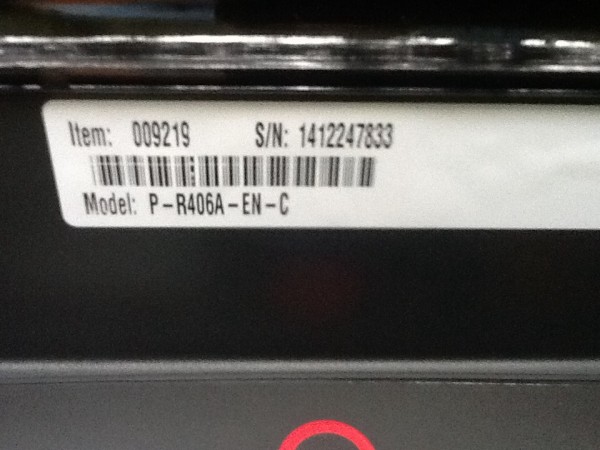 Item: 009219 S/N: 1412247833
Model: P-R406A-EN-C